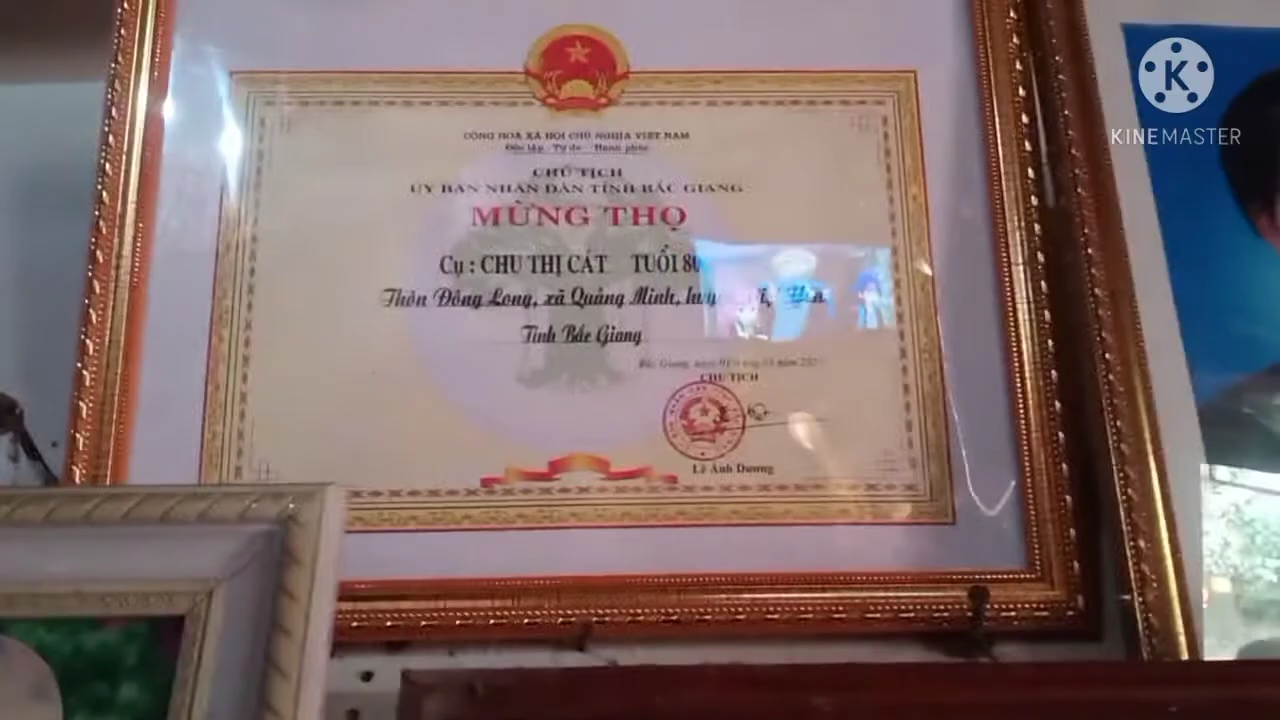 CỘNG HÒA XÃ HỘI CHỦ NGHĨA VIỆT NAM
Độc lập - Tự do - Hạnh phúc
CHỦ TỊCH
ỦY BAN NHÂN DÂN TỈNH BẮC GIANG
MỪNG THỌ
Cụ : CHU THỊ CÁT TUỔI 80
Thôn Đông Long, xã Quảng Minh,
Tỉnh Bắc Giang
Bắc Giang, ngày
CHỦ TỊCH
Lê Ánh Dương
K
KINEMASTER